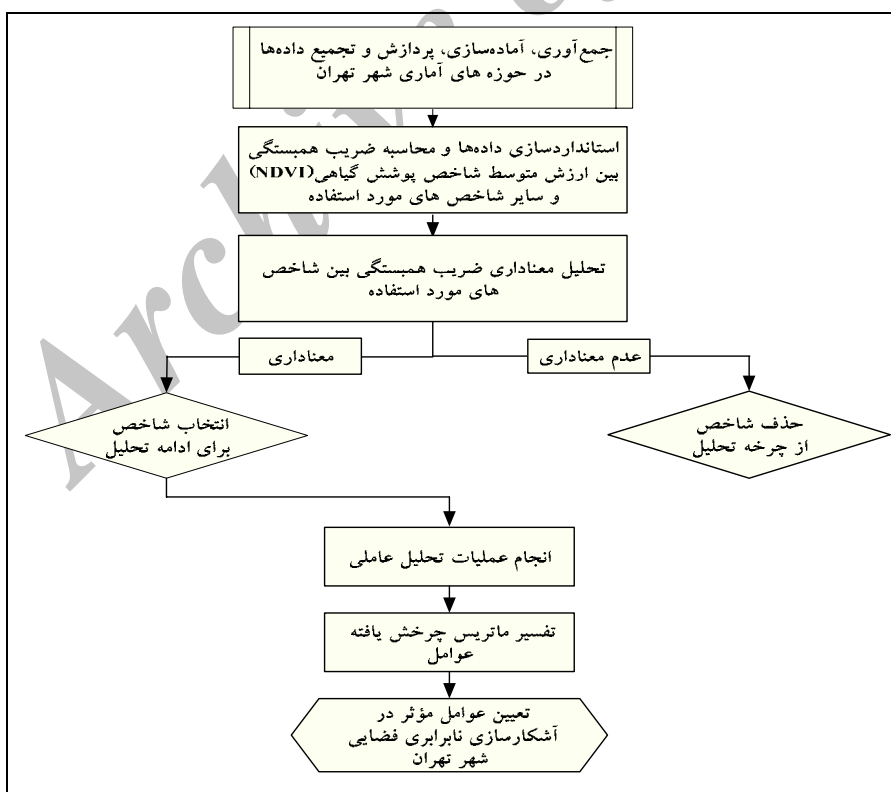 جمع‌آوری، آماده‌سازی، پردازش و تجمیع داده‌ها
در حوزه های آماری شهر تهران
استانداردسازی داده‌ها و محاسبه ضریب همبستگی
بین ارزش متوسط شاخص پوشش گیاهی(NDVI)
و سایر شاخص های مورد استفاده
تحلیل معناداری ضریب همبستگی بین شاخص
های مورد استفاده
معناداری
عدم معناداری
انتخاب شاخص
برای ادامه تحلیل
حذف شاخص
از چرخه تحلیل
انجام عملیات تحلیل عاملی
تفسیر ماتریس چرخش یافته
عوامل
تعیین عوامل مؤثر در
آشکارسازی نابرابری فضایی
شهر تهران